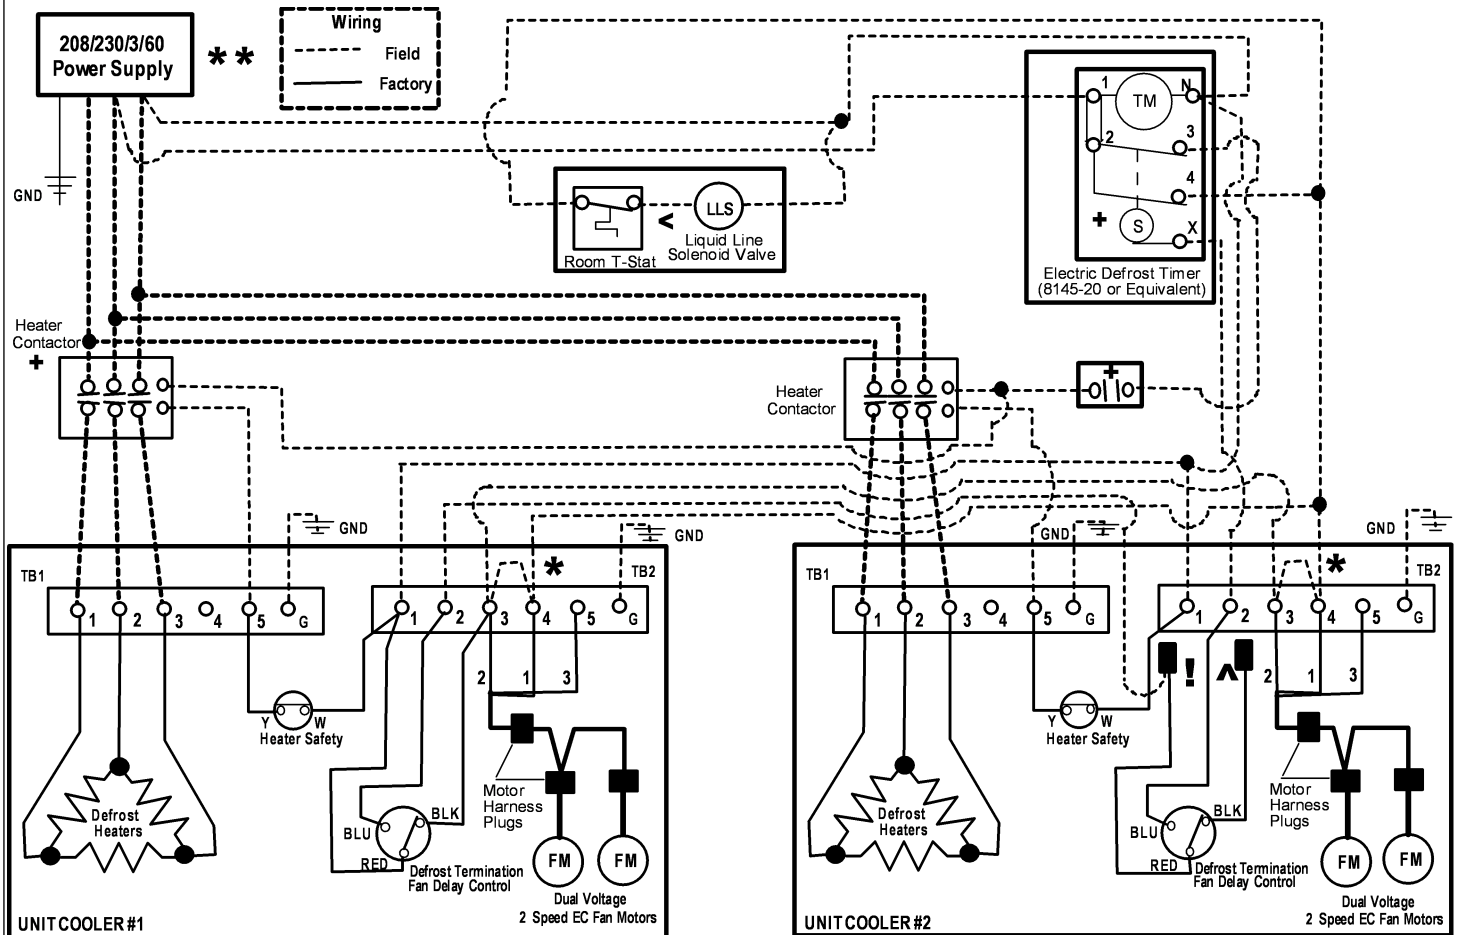 208/230/3/60
Power Supply
**
Wiring
Field
Factory
GND
Room T-Stat
<
LLS
Liquid Line
Solenoid Valve
1
TM
N
2
3
4
+
S
X
Electric Defrost Timer
(8145-20 or Equivalent)
Heater
Contactor
+
Heater
Contactor
+
GND
GND
GND
GND
TB1
1
2
3
4
5
G
*
TB2
1
2
3
4
5
G
2
1
3
Y
W
Heater Safety
Defrost
Heaters
BLU
BLK
RED
Defrost Termination
Fan Delay Control
Motor
Harness
Plugs
FM
FM
Dual Voltage
2 Speed EC Fan Motors
UNIT COOLER #1
TB1
1
2
3
4
5
G
*
TB2
1
2
3
4
5
G
!
^
2
1
3
Y
W
Heater Safety
Defrost
Heaters
BLU
BLK
RED
Defrost Termination
Fan Delay Control
Motor
Harness
Plugs
FM
FM
Dual Voltage
2 Speed EC Fan Motors
UNIT COOLER #2